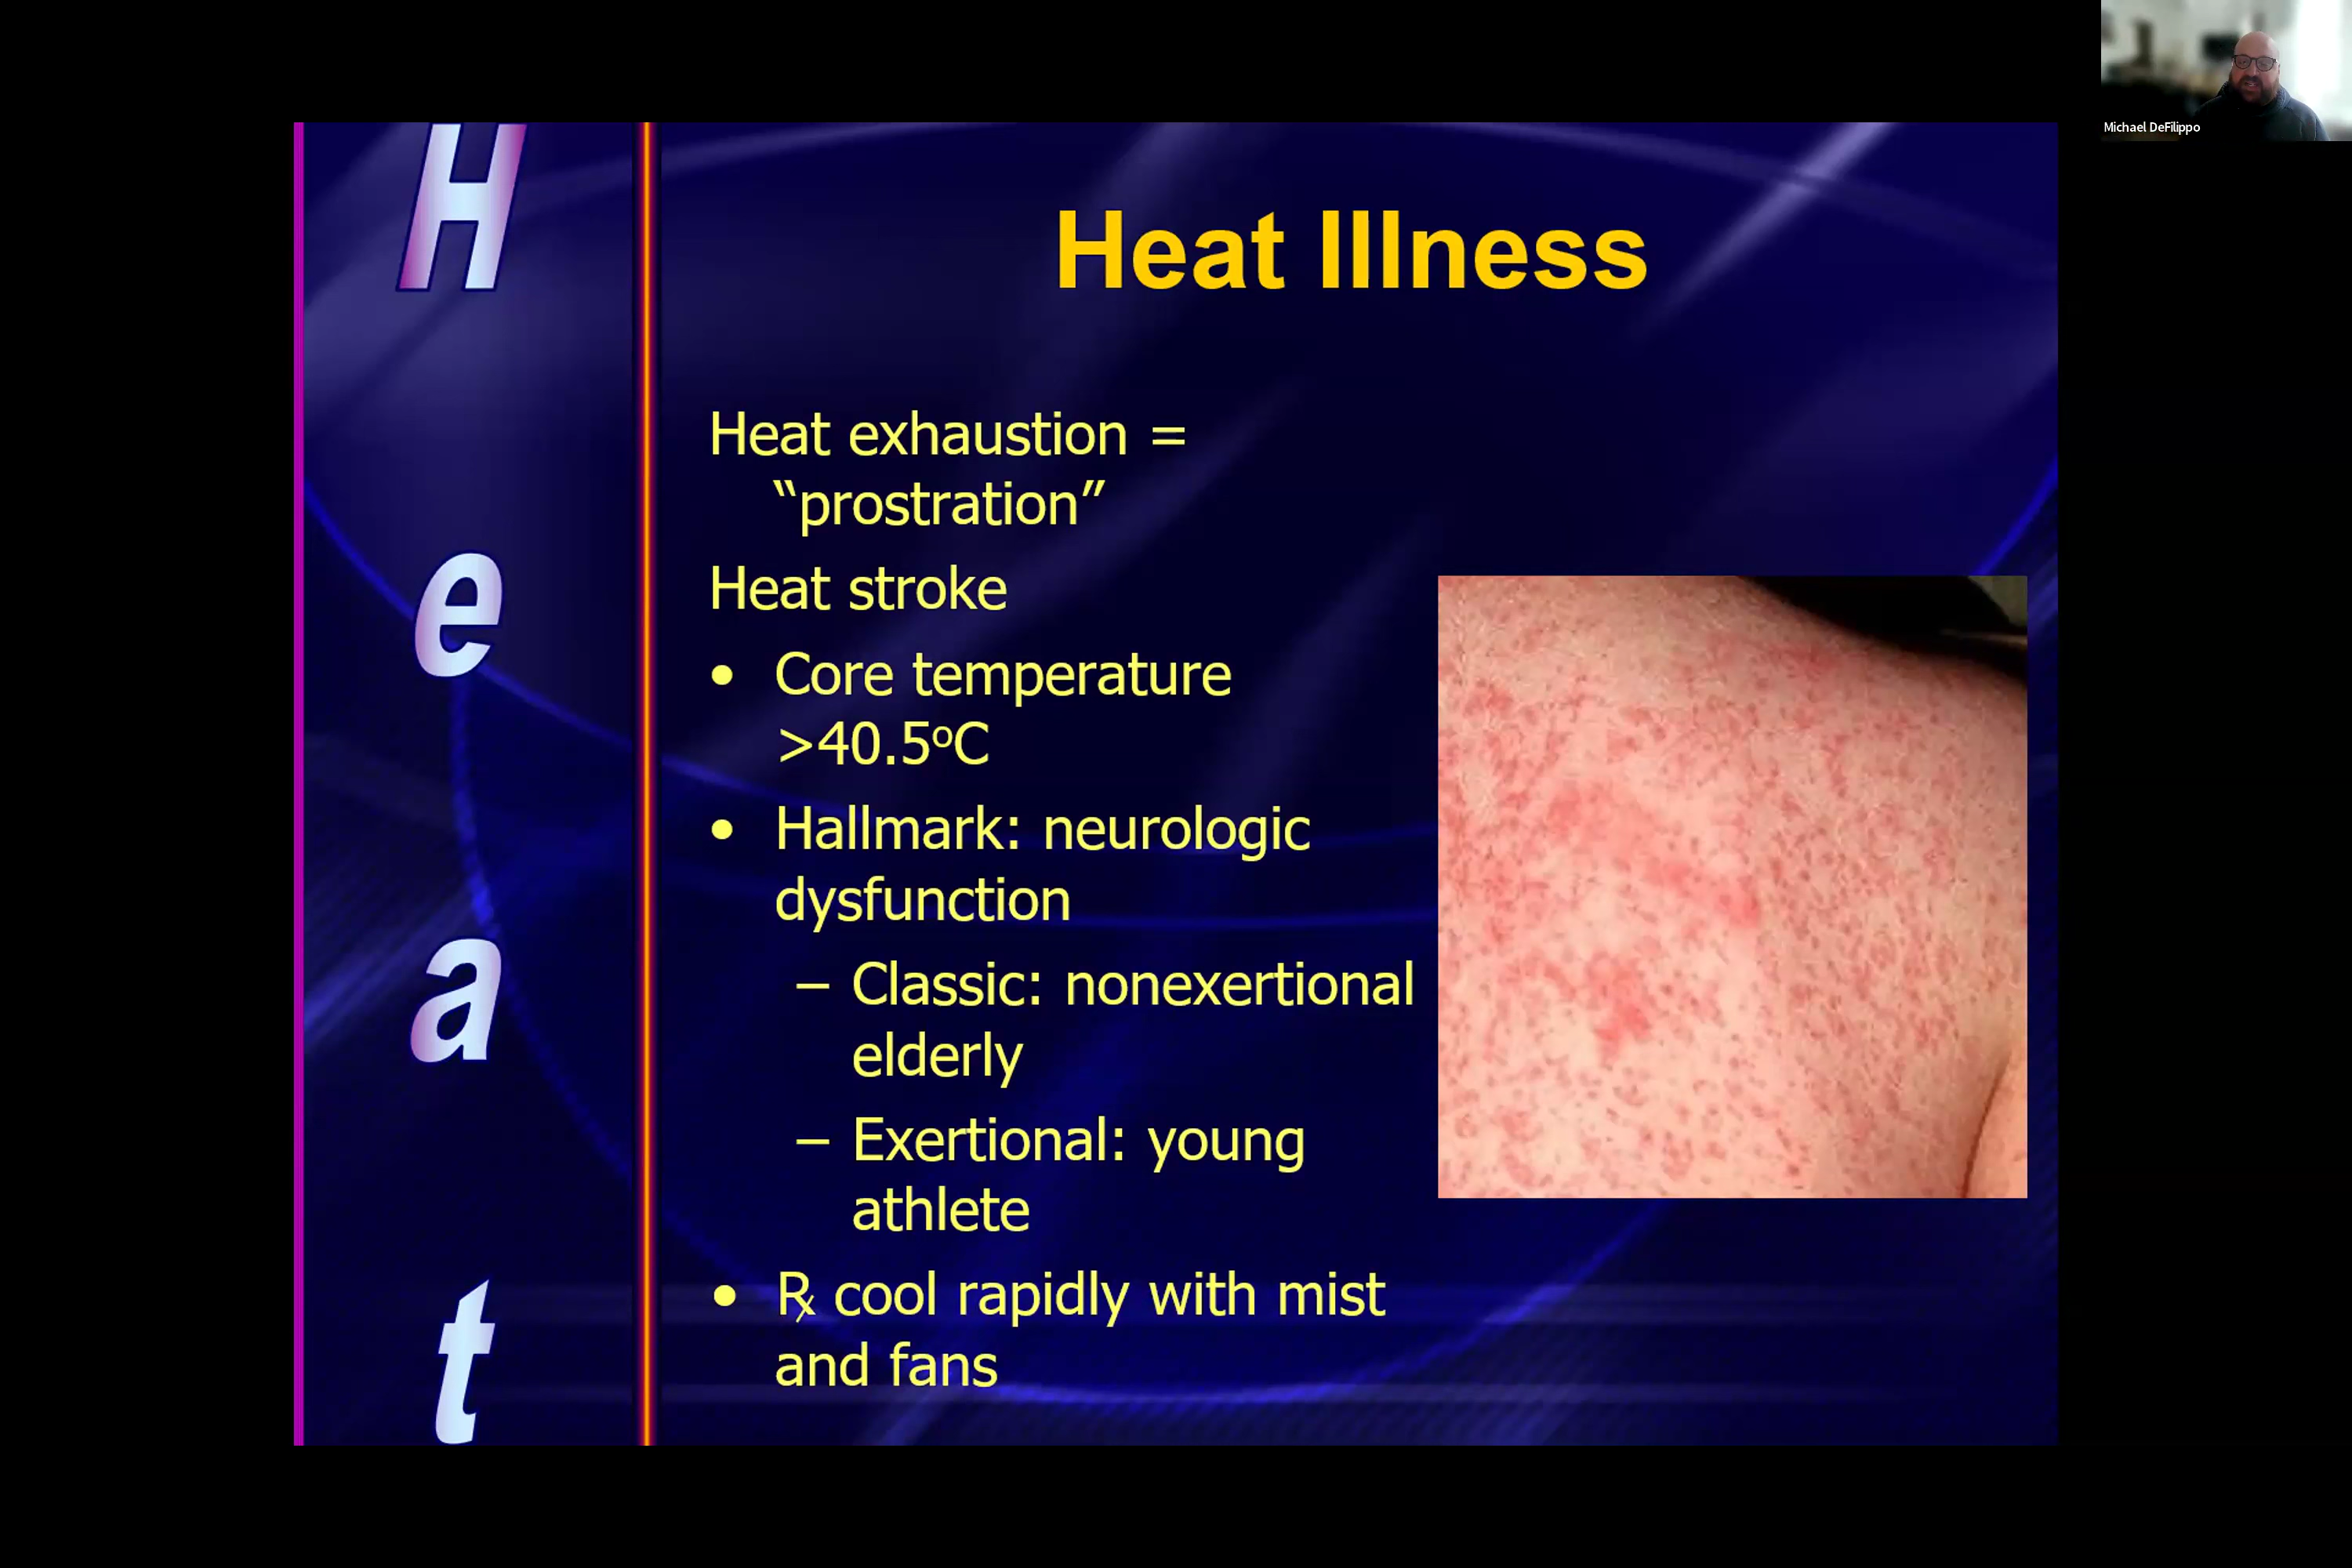 Heat
Heat Illness
Heat exhaustion =
“prostration”
Heat stroke
• Core temperature
>40.5ºC
• Hallmark: neurologic
dysfunction
– Classic: nonexertional
elderly
– Exertional: young
athlete
• ℞ cool rapidly with mist
and fans
Michael DeFilippo